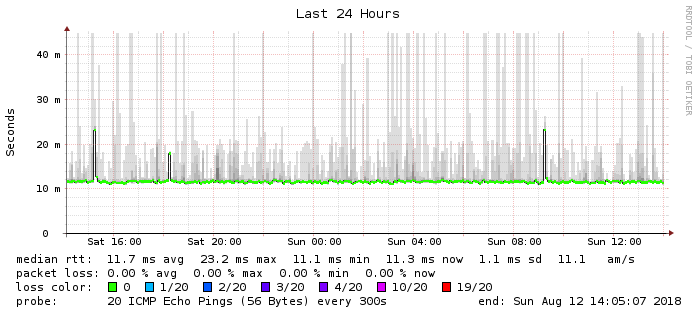 Last 24 Hours
RRDTOOL / TOBI OETIKER
Seconds
40 m
30 m
20 m
10 m
0
Sat 16:00 Sat 20:00 Sun 00:00 Sun 04:00 Sun 08:00 Sun 12:00
median rtt: 11.7 ms avg 23.2 ms max 11.1 ms min 11.3 ms now 1.1 ms sd 11.1 am/s
packet loss: 0.00 % avg 0.00 % max 0.00 % min 0.00 % now
loss color: 0 1/20 2/20 3/20 4/20 10/20 19/20
probe: 20 ICMP Echo Pings (56 Bytes) every 300s end: Sun Aug 12 14:05:07 2018